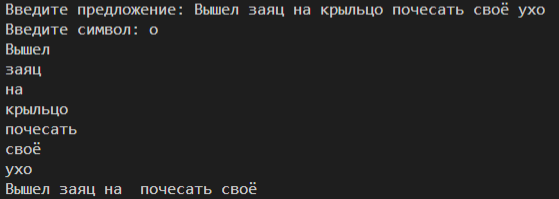 Введите предложение: Вышел заяц на крыльцо почесать своё ухо
Введите символ: о
Вышел
заяц
на
крыльцо
почесать
своё
ухо
Вышел заяц на  почесать своё